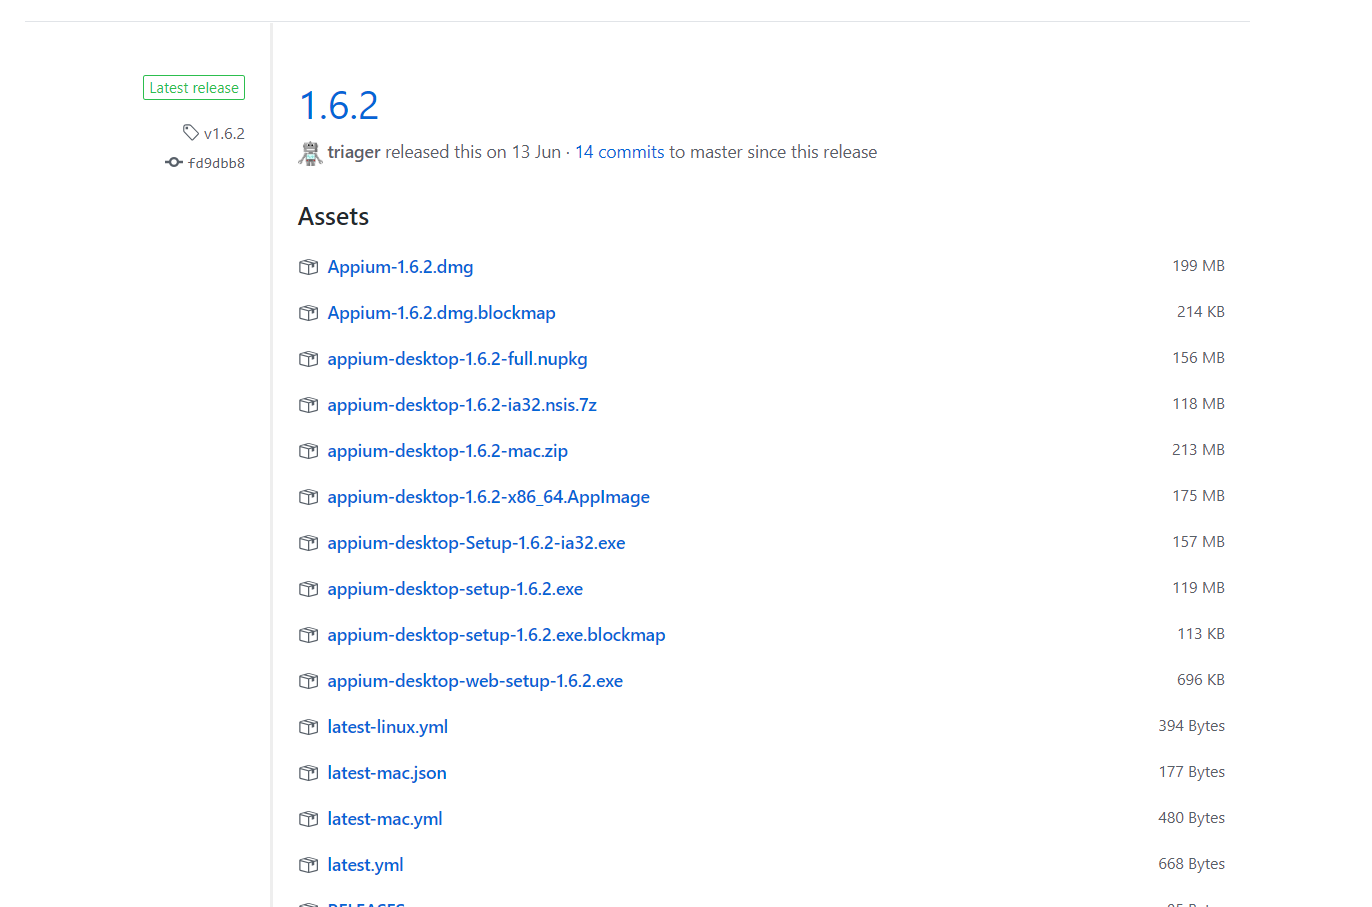 Latest release
v1.6.2
fd9dbb8
1.6.2
triager released this on 13 Jun · 14 commits to master since this release
Assets
Appium-1.6.2.dmg 199 MB
Appium-1.6.2.dmg.blockmap 214 KB
appium-desktop-1.6.2-full.nupkg 156 MB
appium-desktop-1.6.2-ia32.nsis.7z 118 MB
appium-desktop-1.6.2-mac.zip 213 MB
appium-desktop-1.6.2-x86_64.AppImage 175 MB
appium-desktop-Setup-1.6.2-ia32.exe 157 MB
appium-desktop-setup-1.6.2.exe 119 MB
appium-desktop-setup-1.6.2.exe.blockmap 113 KB
appium-desktop-web-setup-1.6.2.exe 696 KB
latest-linux.yml 394 Bytes
latest-mac.json 177 Bytes
latest-mac.yml 480 Bytes
latest.yml 668 Bytes
RELEASES